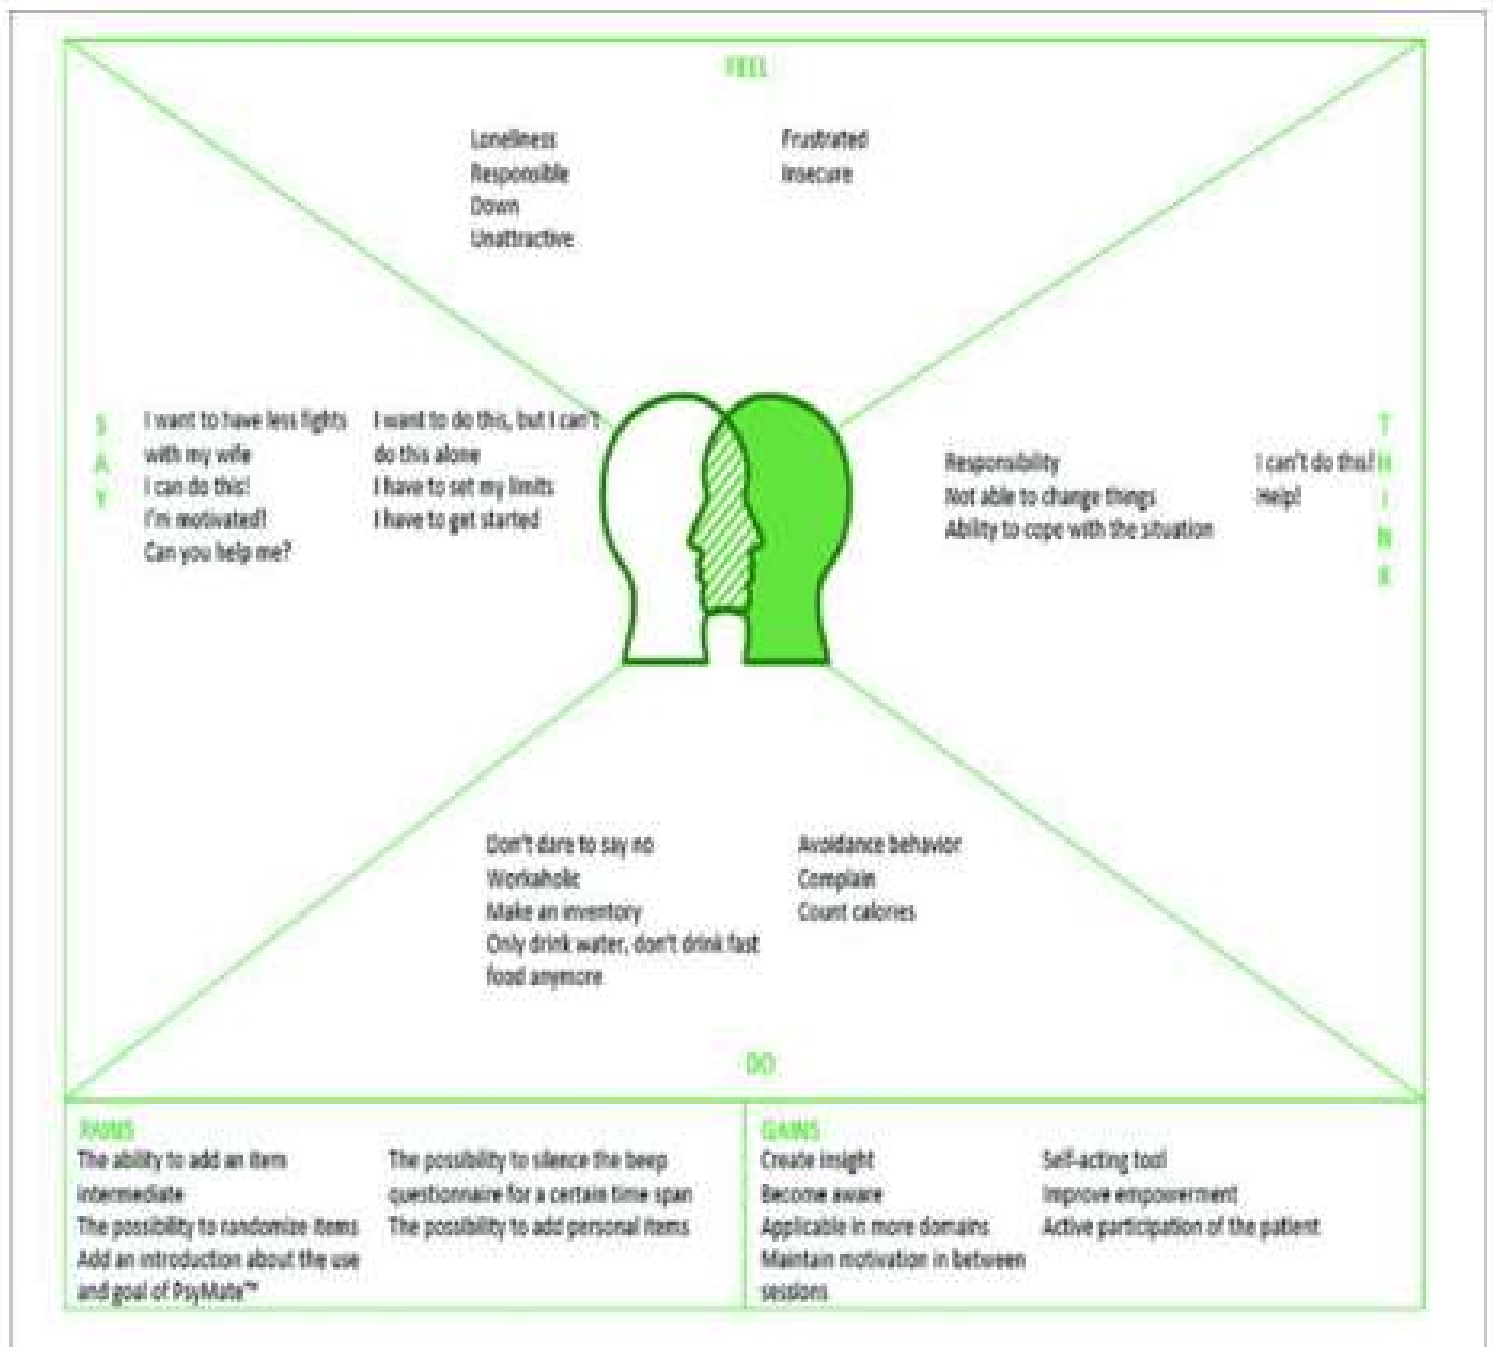 FEEL
Loneliness
Responsible
Down
Unattractive
Frustrated
Insecure
SAY
I want to have less fights
with my wife
I can do this!
I'm motivated!
Can you help me?
I want to do this, but I can't
do this alone
I have to set my limits
I have to get started
THINK
Responsibility
Not able to change things
Ability to cope with the situation
I can't do this!
Help!
Don't dare to say no
Workaholic
Make an inventory
Only drink water, don't drink fast
food anymore
Avoidance behavior
Complain
Count calories
DO
PAINS
The ability to add an item
intermediate
The possibility to randomize items
Add an introduction about the use
and goal of PsyMate™
The possibility to silence the beep
questionnaire for a certain time span
The possibility to add personal items
GAINS
Create insight
Become aware
Applicable in more domains
Maintain motivation in between
sessions
Self-acting tool
Improve empowerment
Active participation of the patient